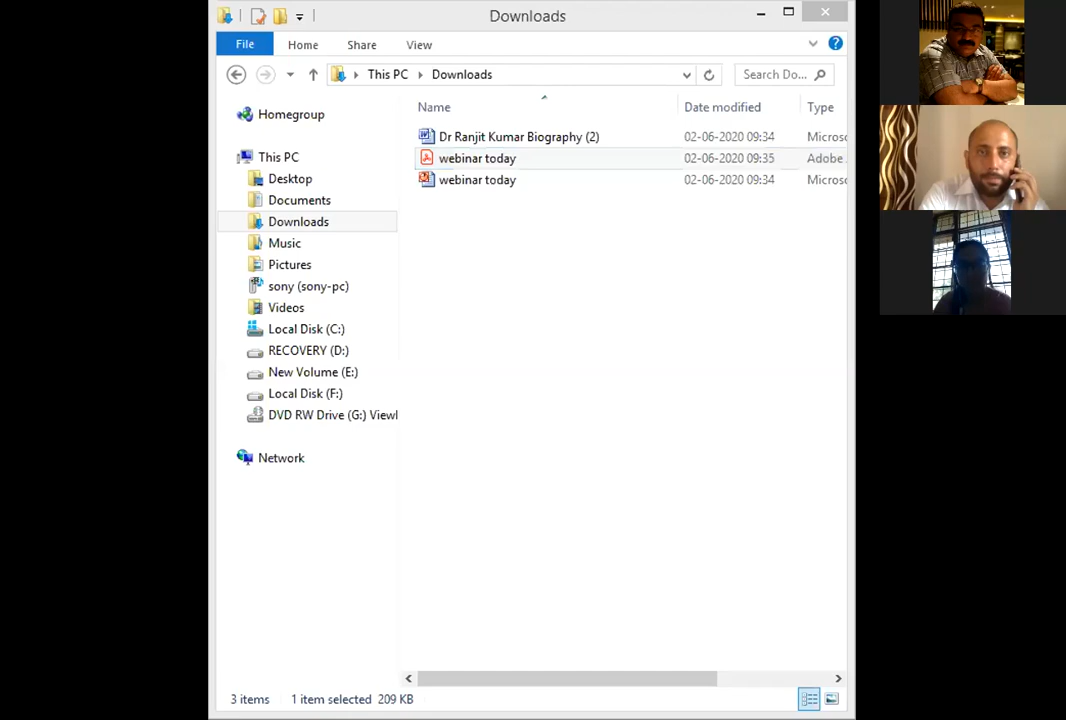 Downloads
File
Home
Share
View
This PC
Downloads
Search Do...
Name
Date modified
Type
Homegroup
This PC
Desktop
Documents
Downloads
Music
Pictures
sony (sony-pc)
Videos
Local Disk (C:)
RECOVERY (D:)
New Volume (E:)
Local Disk (F:)
DVD RW Drive (G:) Viewl
Network
Dr Ranjit Kumar Biography (2) 02-06-2020 09:34 Microso
webinar today 02-06-2020 09:35 Adobe
webinar today 02-06-2020 09:34 Microso
3 items 1 item selected 209 KB